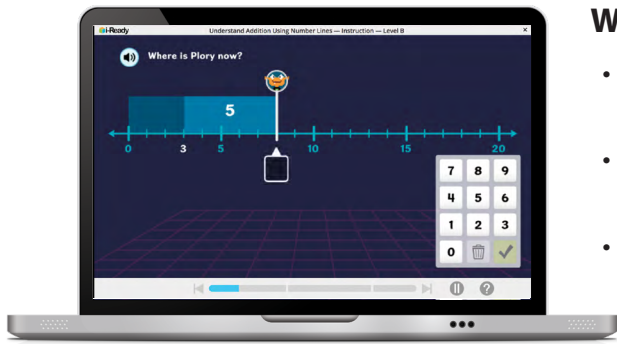 i-Ready
Understand Addition Using Number Lines — Instruction — Level B
×
Where is Plory now?
5
0 3 5 10 15 20
7 8 9
4 5 6
1 2 3
0
?
W